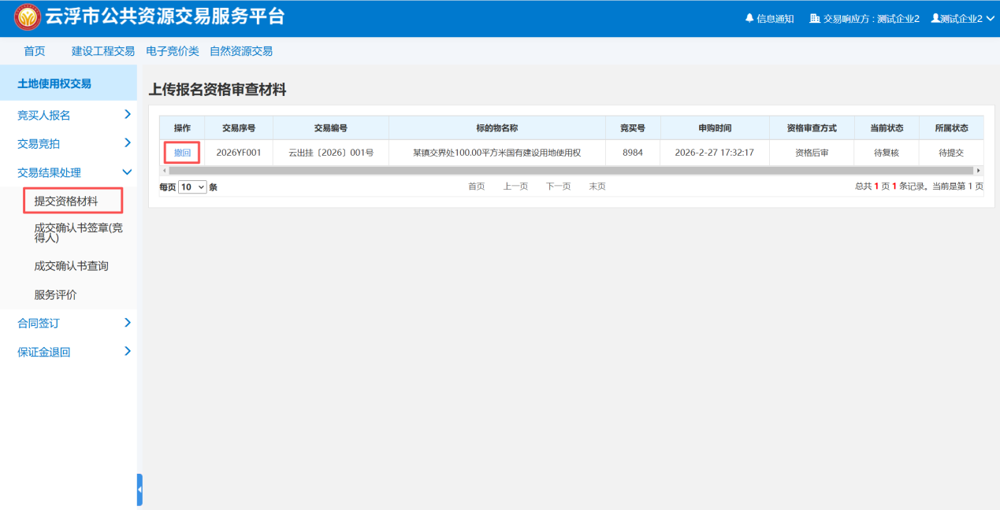 云浮市公共资源交易服务平台
信息通知 交易响应方：测试企业2 测试企业2
首页 建设工程交易 电子竞价类 自然资源交易
土地使用权交易
竞买人报名
交易竞拍
交易结果处理
提交资格材料
成交确认书签章(竞
得人)
成交确认书查询
服务评价
合同签订
保证金退回
上传报名资格审查材料
操作 交易序号 交易编号 标的物名称 竞买号 申购时间 资格审查方式 当前状态 所属状态
撤回 2026YF001 云出挂〔2026〕001号 某镇交界处100.00平方米国有建设用地使用权 8984 2026-2-27 17:32:17 资格后审 待复核 待提交
每页 10 条 首页 上一页 下一页 末页 总共 1 页 1 条记录。当前是第 1 页